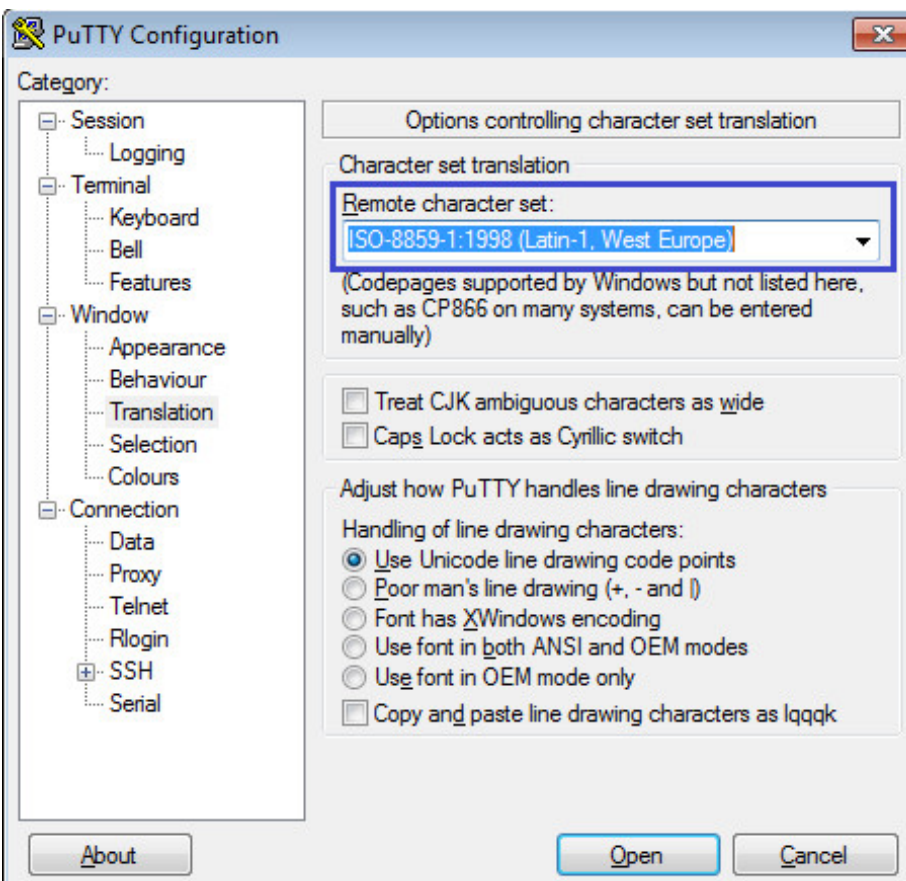 PuTTY Configuration
Category:
Session
Logging
Terminal
Keyboard
Bell
Features
Window
Appearance
Behaviour
Translation
Selection
Colours
Connection
Data
Proxy
Telnet
Rlogin
SSH
Serial
Options controlling character set translation
Character set translation
Remote character set:
ISO-8859-1:1998 (Latin-1, West Europe)
(Codepages supported by Windows but not listed here,
such as CP866 on many systems, can be entered
manually)
Treat CJK ambiguous characters as wide
Caps Lock acts as Cyrillic switch
Adjust how PuTTY handles line drawing characters
Handling of line drawing characters:
Use Unicode line drawing code points
Poor man's line drawing (+, - and |)
Font has XWindows encoding
Use font in both ANSI and OEM modes
Use font in OEM mode only
Copy and paste line drawing characters as lqqqk
About
Open
Cancel